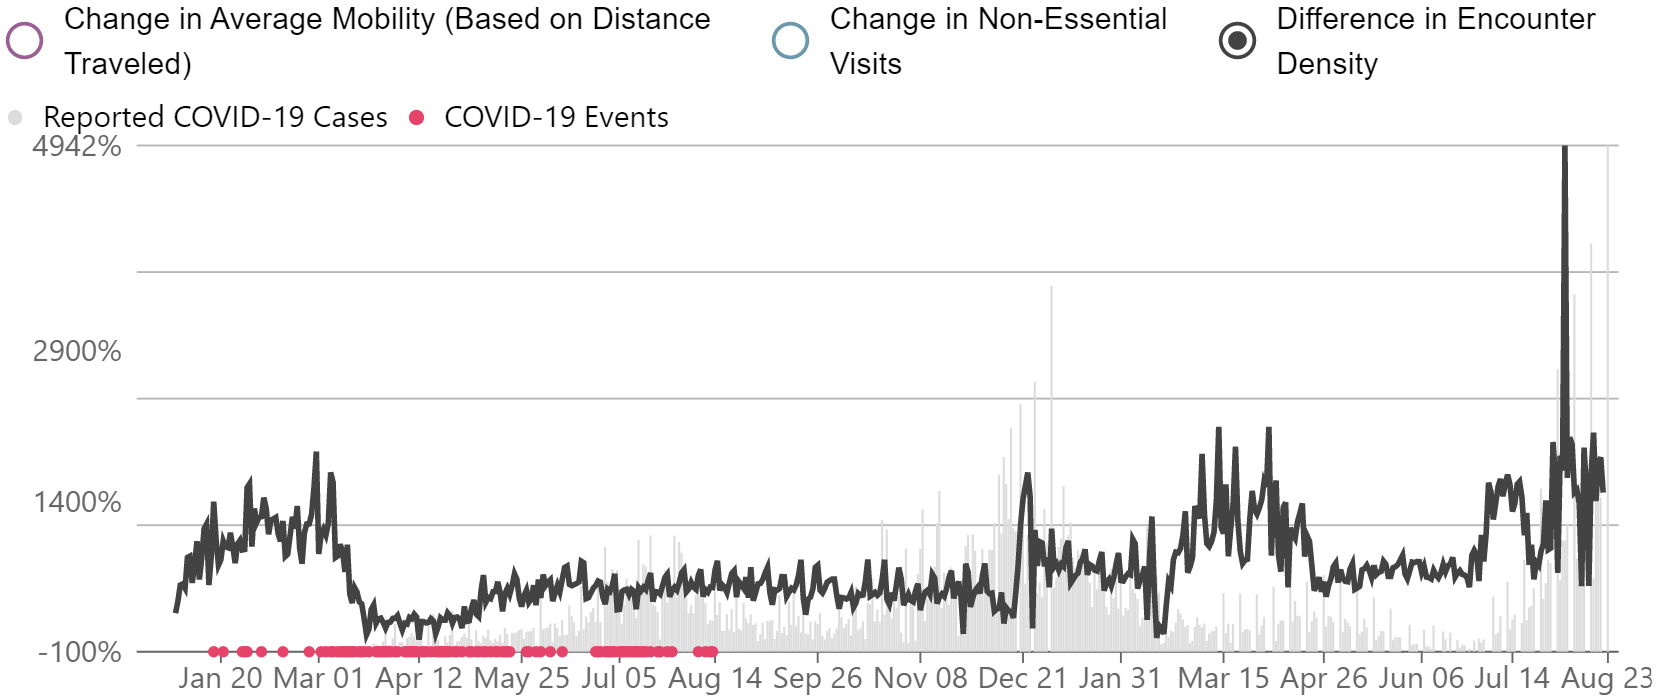 Change in Average Mobility (Based on Distance Traveled)
Change in Non-Essential Visits
Difference in Encounter Density
Reported COVID-19 Cases
COVID-19 Events
4942%
2900%
1400%
-100%
Jan 20 Mar 01 Apr 12 May 25 Jul 05 Aug 14 Sep 26 Nov 08 Dec 21 Jan 31 Mar 15 Apr 26 Jun 06 Jul 14 Aug 23